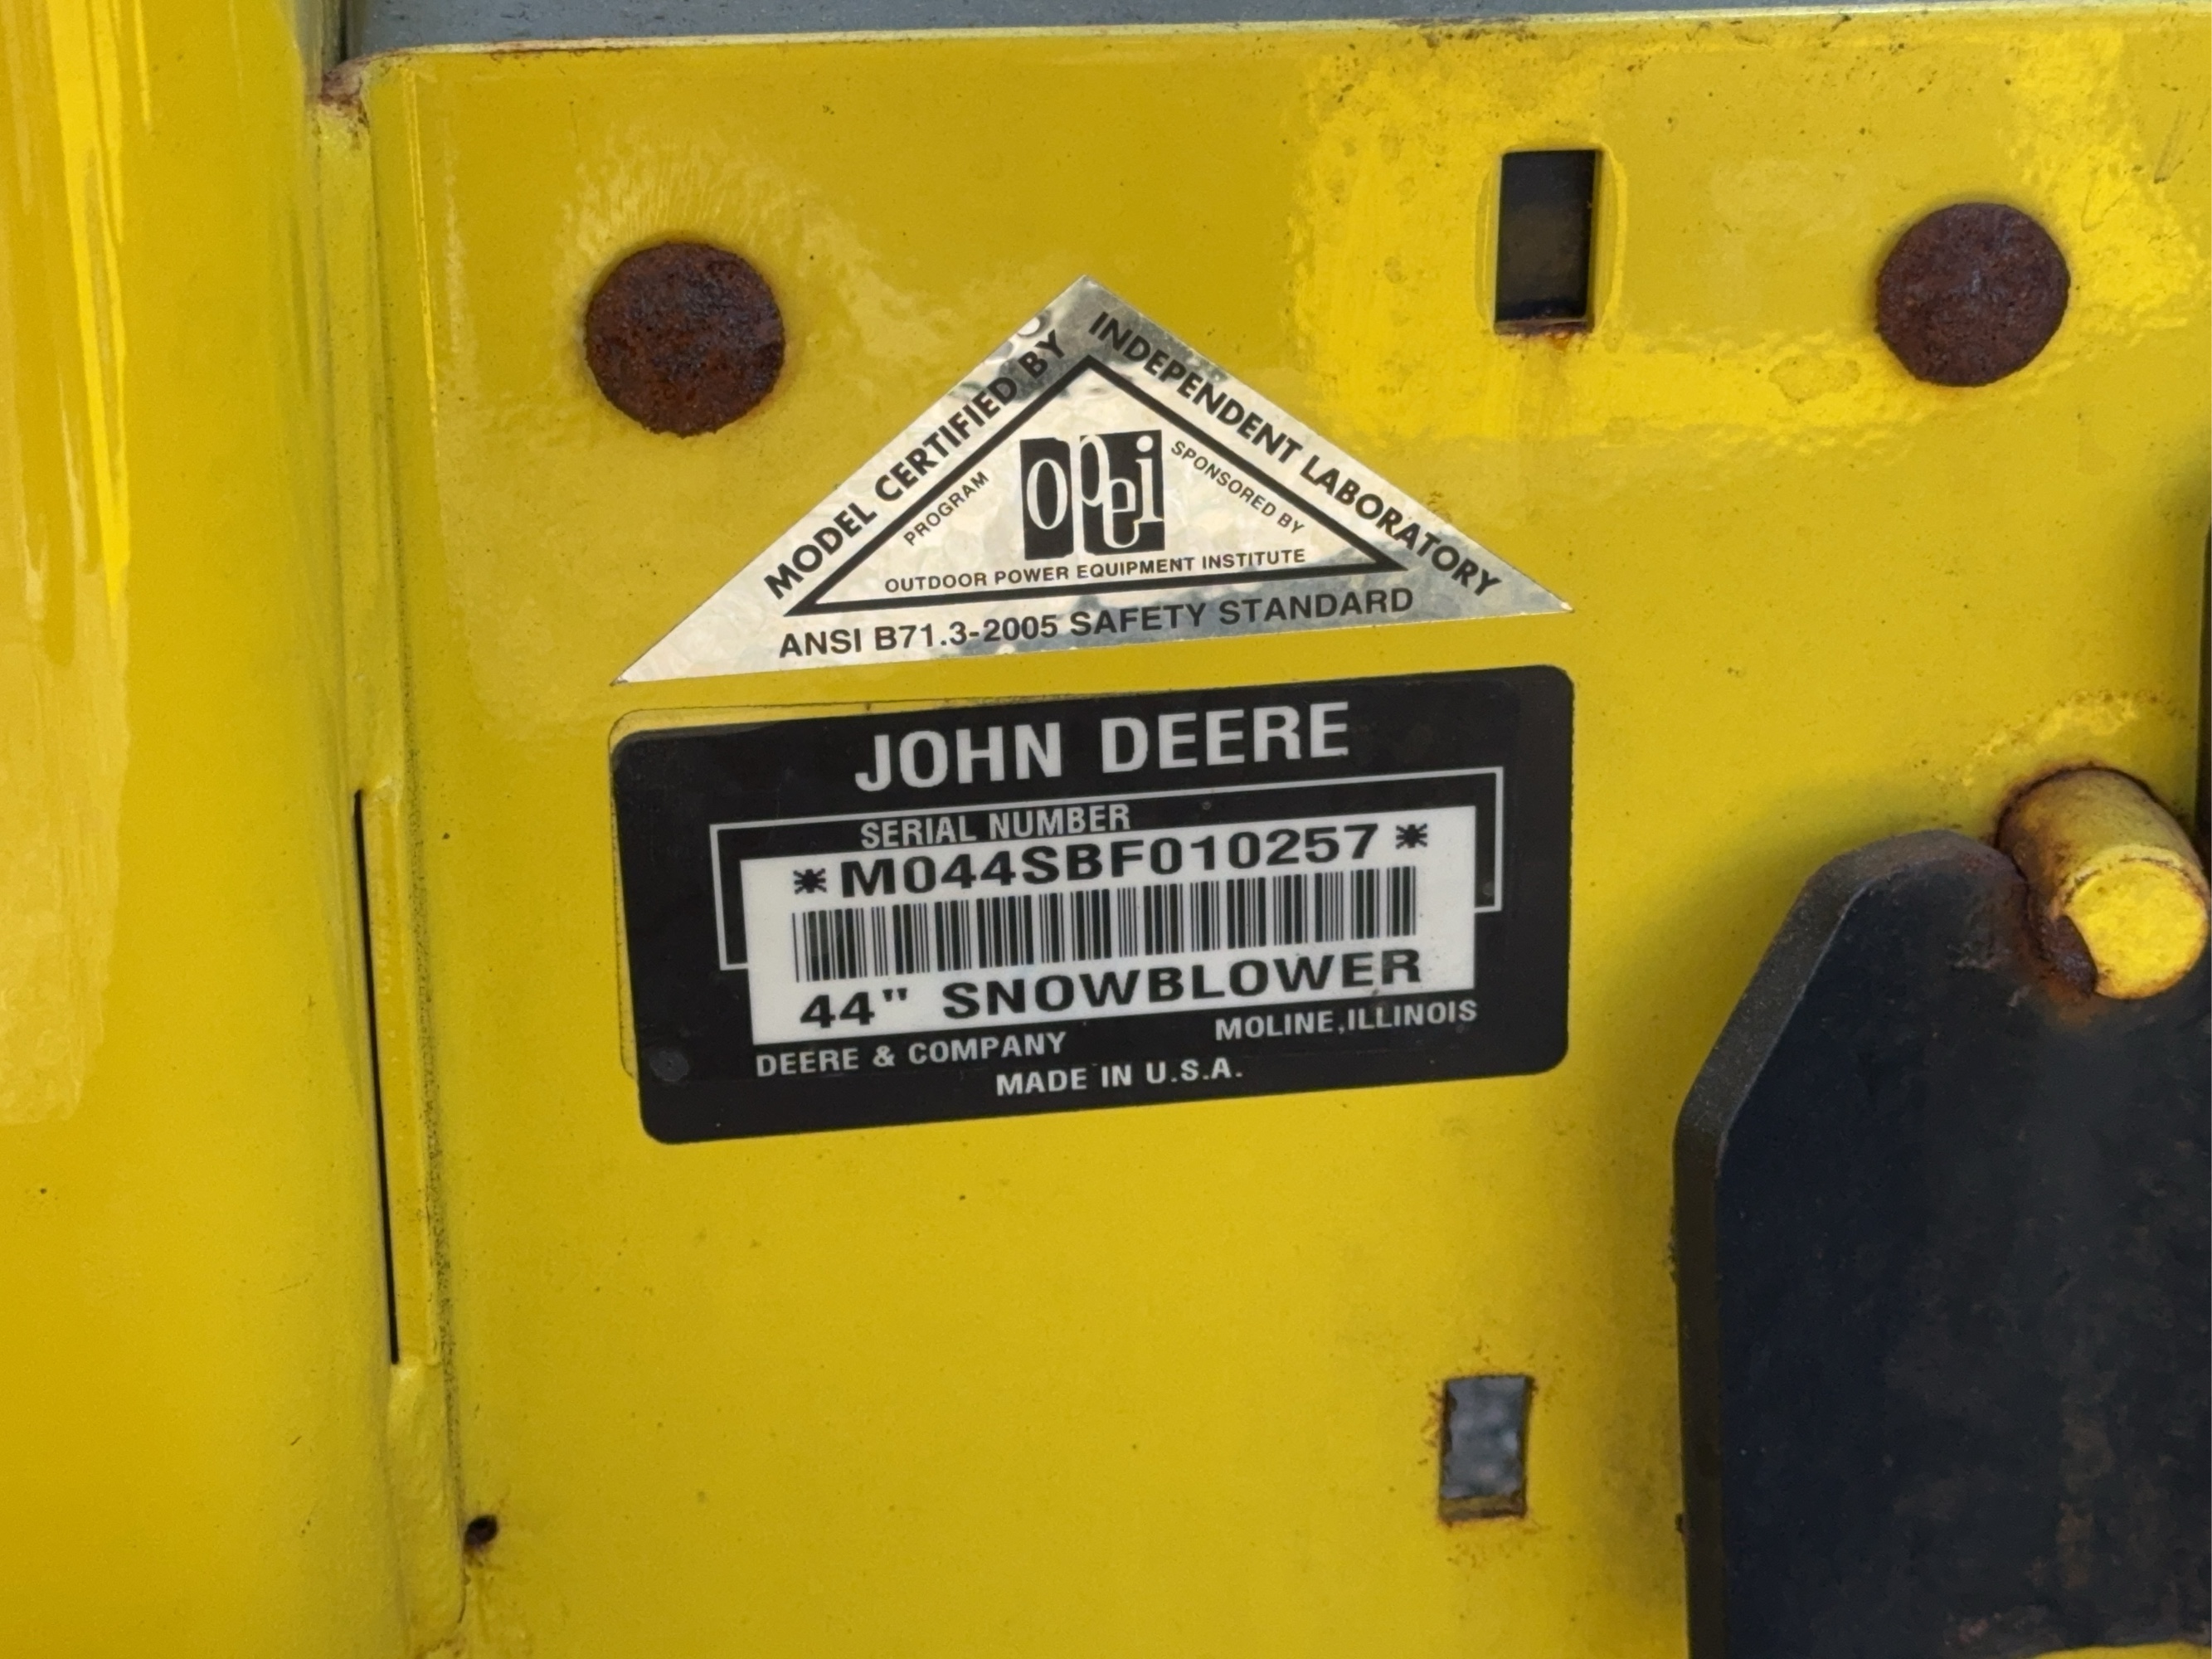 MODEL CERTIFIED BY
INDEPENDENT LABORATORY
PROGRAM
opei
SPONSORED BY
OUTDOOR POWER EQUIPMENT INSTITUTE
ANSI B71.3-2005 SAFETY STANDARD
JOHN DEERE
SERIAL NUMBER
*M044SBF010257*
44" SNOWBLOWER
DEERE & COMPANY MOLINE, ILLINOIS
MADE IN U.S.A.